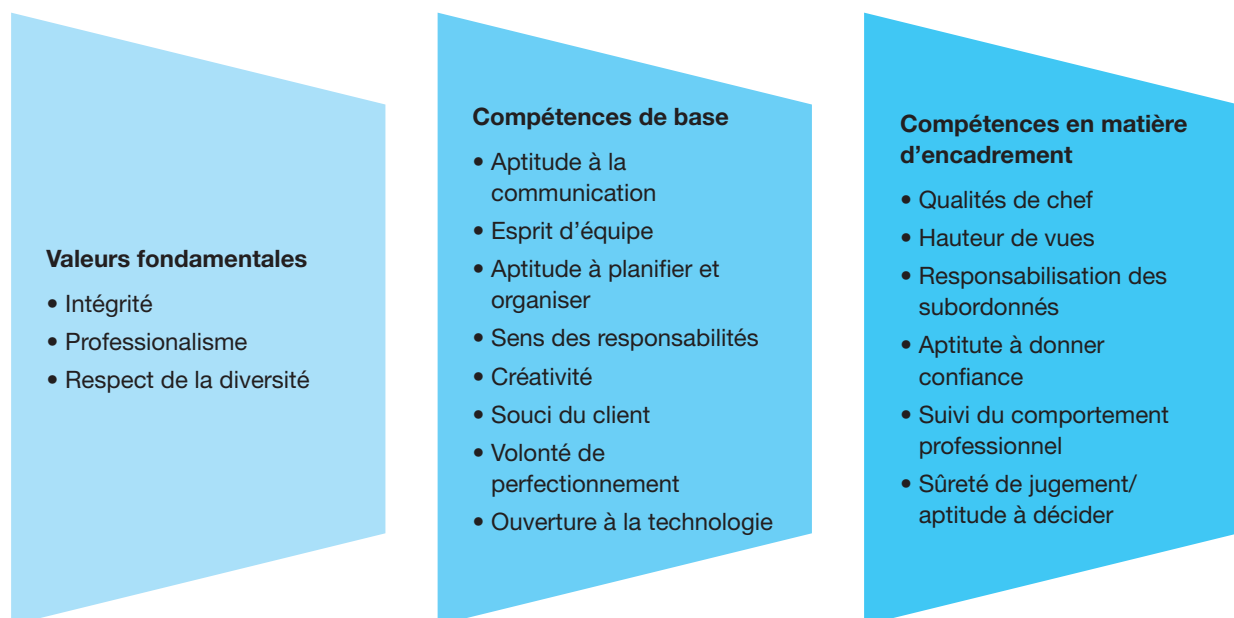 Valeurs fondamentales
• Intégrité
• Professionalisme
• Respect de la diversité
Compétences de base
• Aptitude à la
communication
• Esprit d’équipe
• Aptitude à planifier et
organiser
• Sens des responsabilités
• Créativité
• Souci du client
• Volonté de
perfectionnement
• Ouverture à la technologie
Compétences en matière
d’encadrement
• Qualités de chef
• Hauteur de vues
• Responsabilisation des
subordonnés
• Aptitute à donner
confiance
• Suivi du comportement
professionnel
• Sûreté de jugement/
aptitude à décider